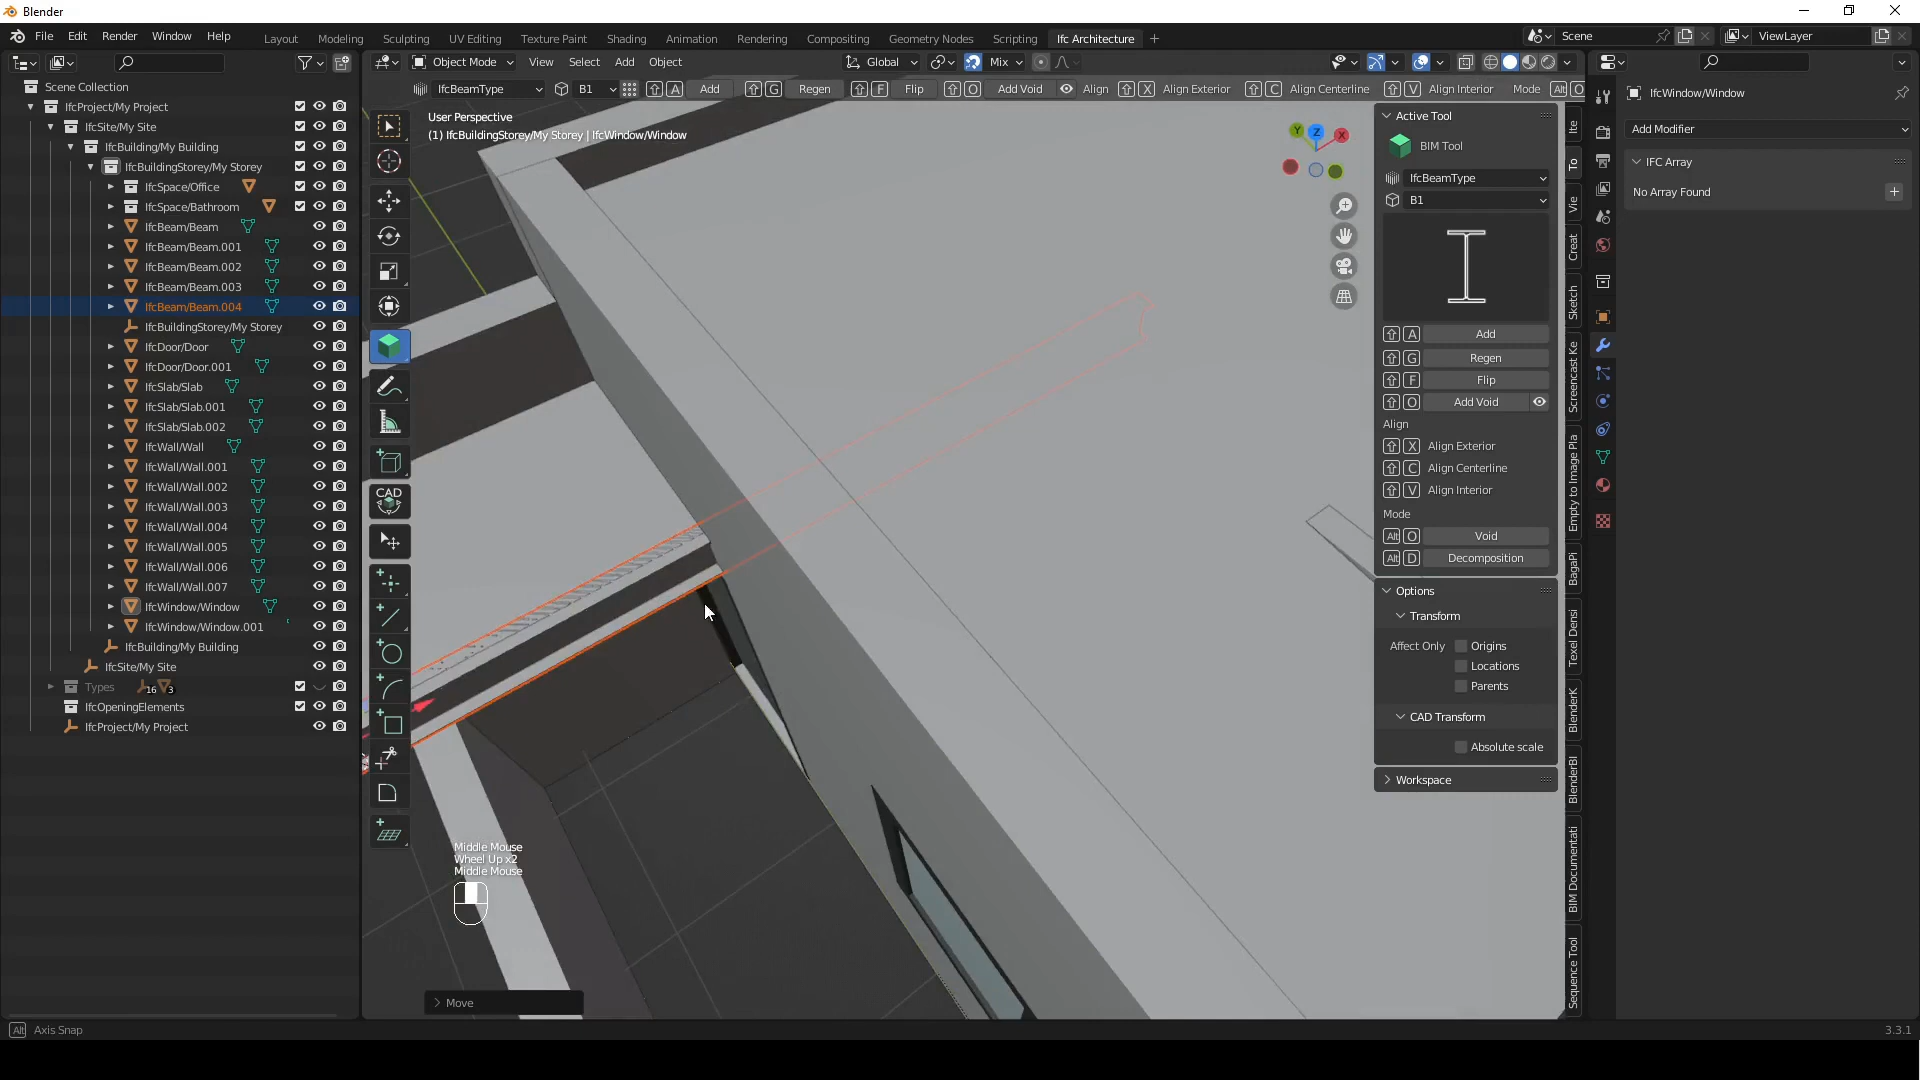 Blender
File Edit Render Window Help
Layout Modeling Sculpting UV Editing Texture Paint Shading Animation Rendering Compositing Geometry Nodes Scripting Ifc Architecture
Scene ViewLayer
Object Mode View Select Add Object Global Mix
IfcBeamType B1 A Add G Regen F Flip O Add Void Align X Align Exterior C Align Centerline V Align Interior Mode Alt O
Scene Collection
IfcProject/My Project
IfcSite/My Site
IfcBuilding/My Building
IfcBuildingStorey/My Storey
IfcSpace/Office
IfcSpace/Bathroom
IfcBeam/Beam
IfcBeam/Beam.001
IfcBeam/Beam.002
IfcBeam/Beam.003
IfcBeam/Beam.004
IfcBuildingStorey/My Storey
IfcDoor/Door
IfcDoor/Door.001
IfcSlab/Slab
IfcSlab/Slab.001
IfcSlab/Slab.002
IfcWall/Wall
IfcWall/Wall.001
IfcWall/Wall.002
IfcWall/Wall.003
IfcWall/Wall.004
IfcWall/Wall.005
IfcWall/Wall.006
IfcWall/Wall.007
IfcWindow/Window
IfcWindow/Window.001
IfcBuilding/My Building
IfcSite/My Site
Types 16 3
IfcOpeningElements
IfcProject/My Project
User Perspective
(1) IfcBuildingStorey/My Storey | IfcWindow/Window
CAD
Y Z X
Middle Mouse
Wheel Up x2
Middle Mouse
Move
Active Tool
BIM Tool
IfcBeamType
B1
A Add
G Regen
F Flip
O Add Void
Align
X Align Exterior
C Align Centerline
V Align Interior
Mode
Alt O Void
Alt D Decomposition
Options
Transform
Affect Only Origins
Locations
Parents
CAD Transform
Absolute scale
Workspace
Ite
To
Vie
Creat
Sketch
Screencast Ke
Empty to Image Pla
BagaPi
Texel Densi
BlenderK
BlenderBI
BIM Documentati
Sequence Tool
IfcWindow/Window
Add Modifier
IFC Array
No Array Found
Alt Axis Snap
3.3.1